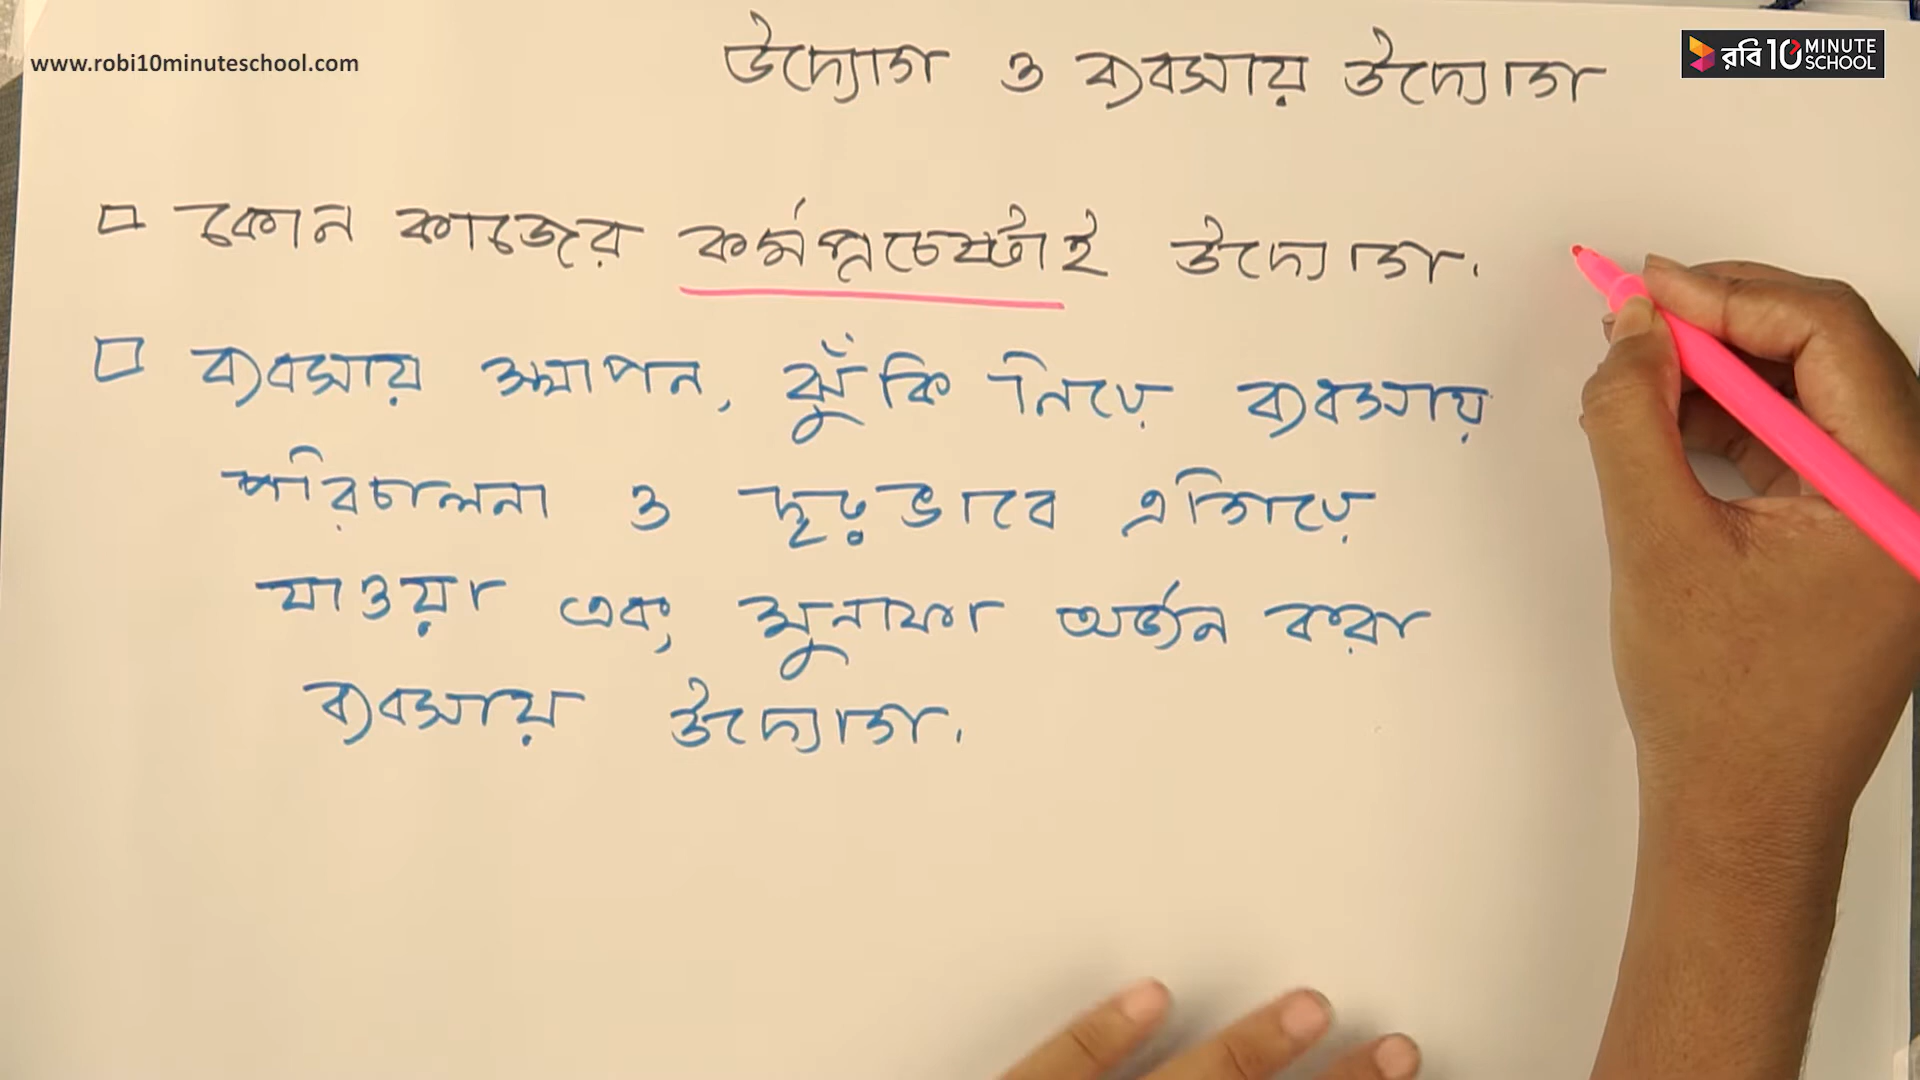 www.robi10minuteschool.com
উদ্যোগ ও ব্যবসায় উদ্যোগ
রবি 10 MINUTE SCHOOL
কোন কাজের কর্মপ্রচেষ্টাই উদ্যোগ.
ব্যবসায় স্থাপন, ঝুঁকি নিয়ে ব্যবসায়
পরিচালনা ও দৃঢ়ভাবে এগিয়ে
যাওয়া এবং মুনাফা অর্জন করা
ব্যবসায় উদ্যোগ.